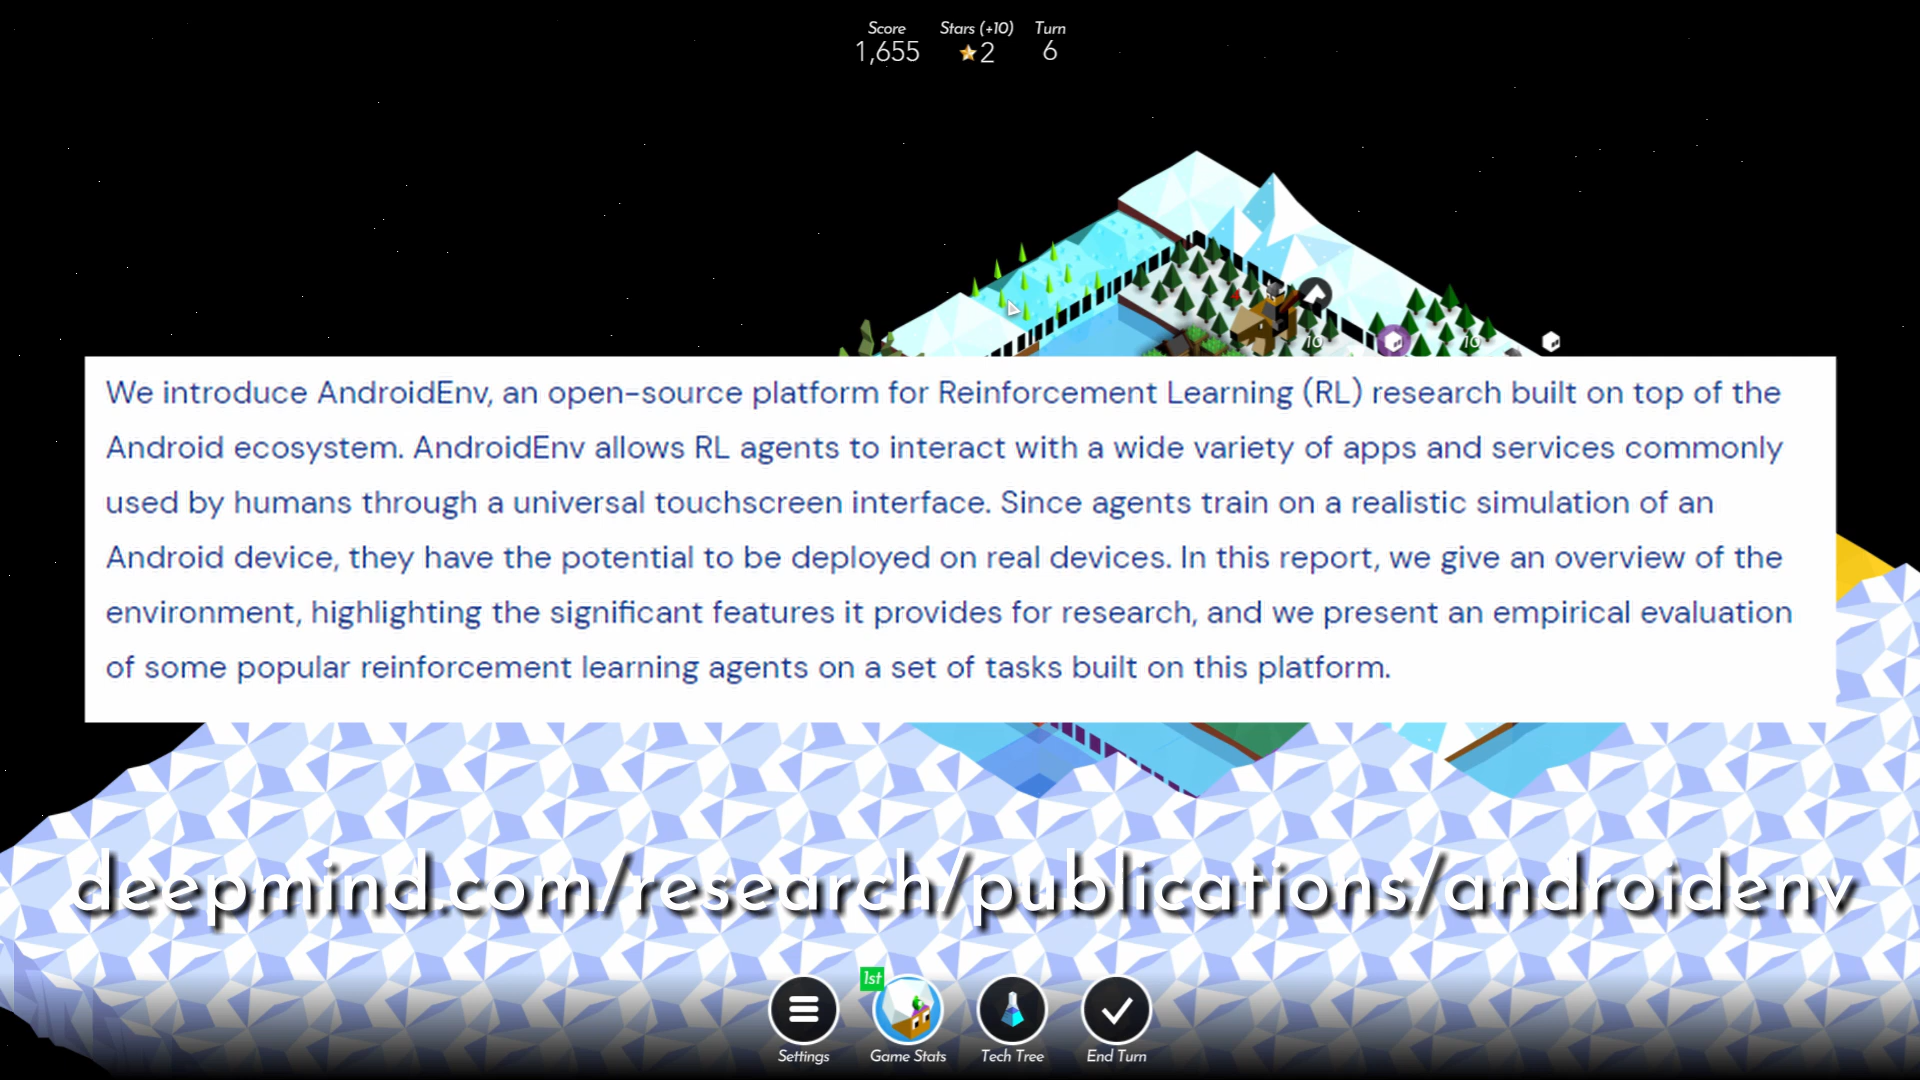 Score Stars (+10) Turn
1,655 2 6
10 10
We introduce AndroidEnv, an open-source platform for Reinforcement Learning (RL) research built on top of the
Android ecosystem. AndroidEnv allows RL agents to interact with a wide variety of apps and services commonly
used by humans through a universal touchscreen interface. Since agents train on a realistic simulation of an
Android device, they have the potential to be deployed on real devices. In this report, we give an overview of the
environment, highlighting the significant features it provides for research, and we present an empirical evaluation
of some popular reinforcement learning agents on a set of tasks built on this platform.
deepmind.com/research/publications/androidenv
1st
Settings Game Stats Tech Tree End Turn